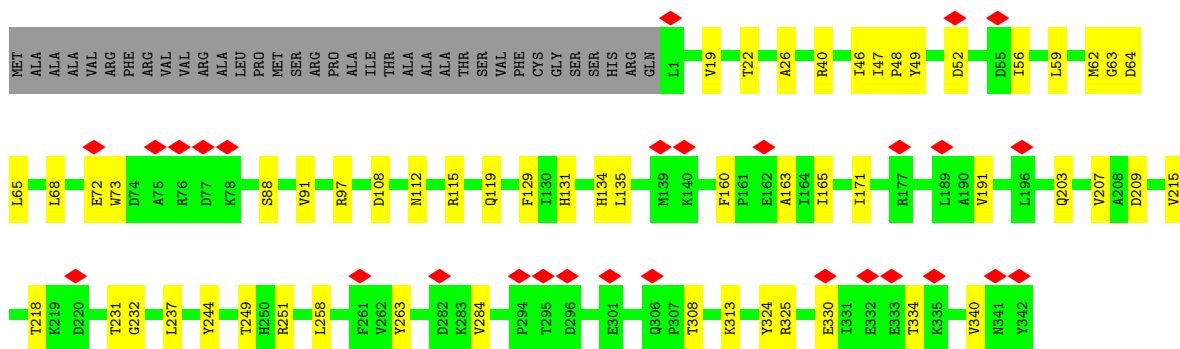 MET ALA ALA ALA VAL ARG PHE ARG VAL VAL ARG ALA LEU PRO MET SER ARG PRO ALA ILE THR ALA ALA ALA THR SER VAL PHE CYS GLY SER SER HIS ARG GLN L1 V19 T22 A26 R40 I46 I47 P48 Y49 D52 D55 I56 L59 M62 G63 D64
L65 L68 E72 W73 D74 A75 R76 D77 K78 S88 V91 R97 D108 N112 R115 Q119 F129 I130 H131 H134 L135 M139 K140 F160 P161 E162 A163 I164 I165 I171 R177 L189 A190 V191 L196 Q203 V207 A208 D209 V215
T218 K219 D220 T231 G232 L237 Y244 T249 H250 R251 L258 F261 V262 Y263 D282 K283 V284 P294 T295 D296 E301 Q306 P307 T308 K313 Y324 R325 E330 I331 E332 E333 T334 K335 V340 N341 Y342